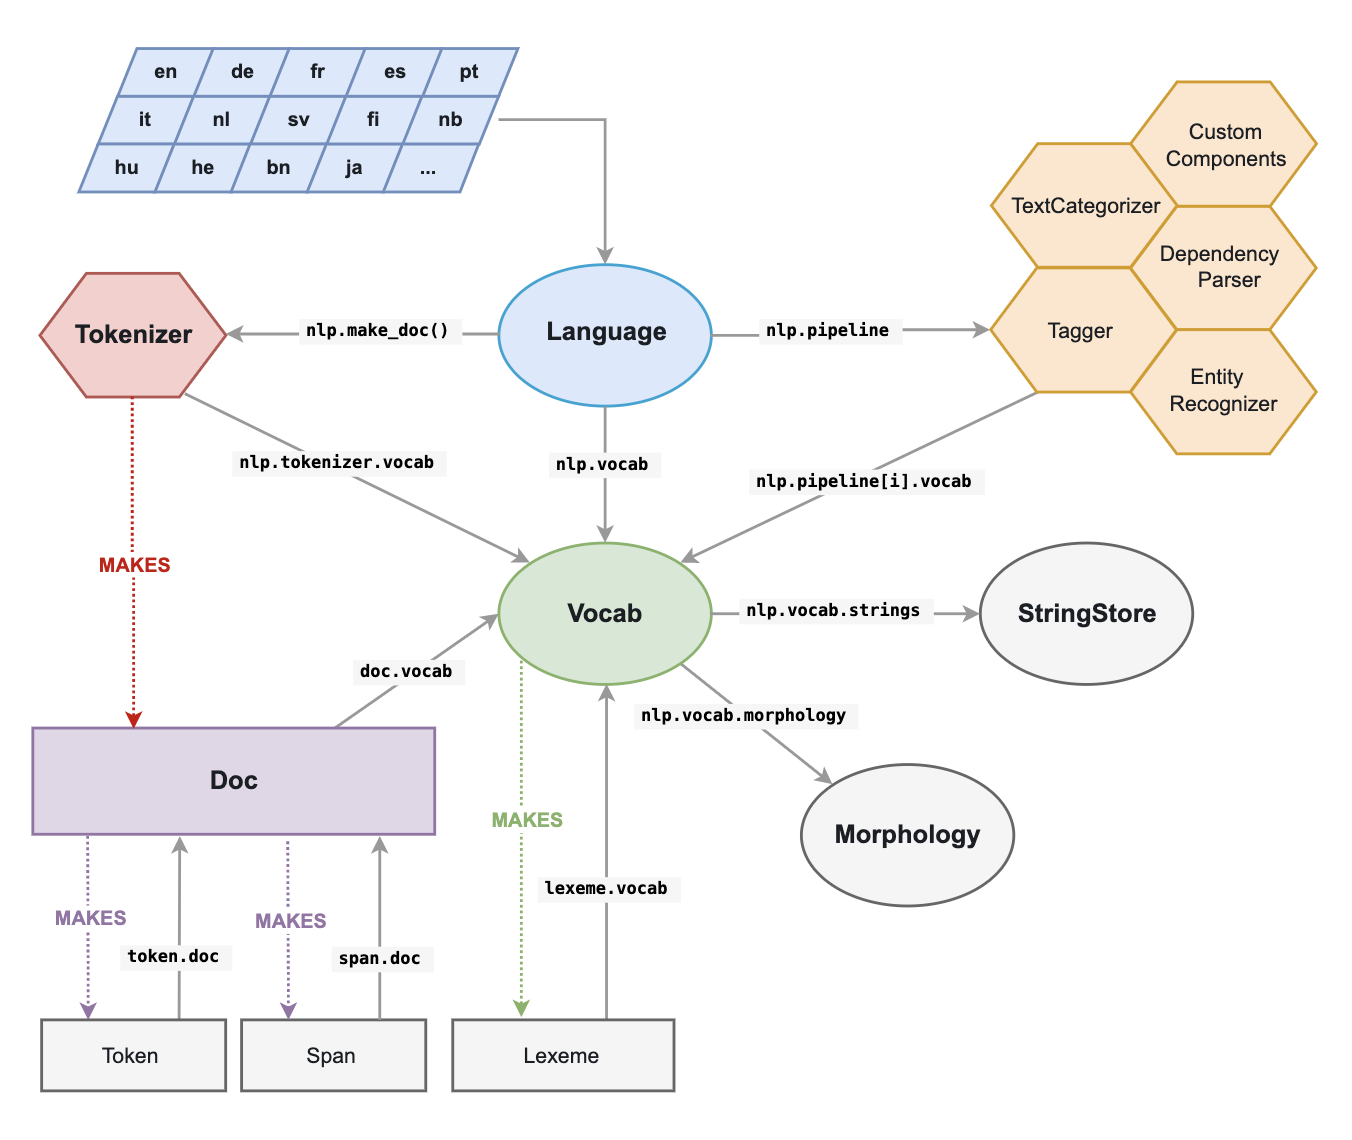 en de fr es pt
it nl sv fi nb
hu he bn ja ...
Custom
Components
TextCategorizer
Dependency
Parser
Tokenizer
nlp.make_doc()
Language
nlp.pipeline
Tagger
Entity
Recognizer
nlp.tokenizer.vocab
nlp.vocab
nlp.pipeline[i].vocab
MAKES
Vocab
nlp.vocab.strings
StringStore
doc.vocab
nlp.vocab.morphology
Doc
MAKES
Morphology
lexeme.vocab
MAKES
MAKES
token.doc
span.doc
Token
Span
Lexeme